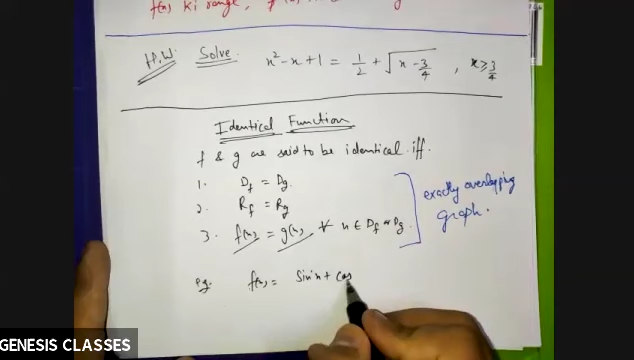 f(x) ki range,
H.W. Solve x² - x + 1 = 1/2 + √(x - 3/4) , x ≥ 3/4
Identical Function
f & g are said to be identical iff.
1. Df = Dg.
2. Rf = Rg
3. f(x) = g(x) ∀ x ∈ Df or Dg.
exactly overlapping
graph.
eg. f(x) = sin x + cos
GENESIS CLASSES